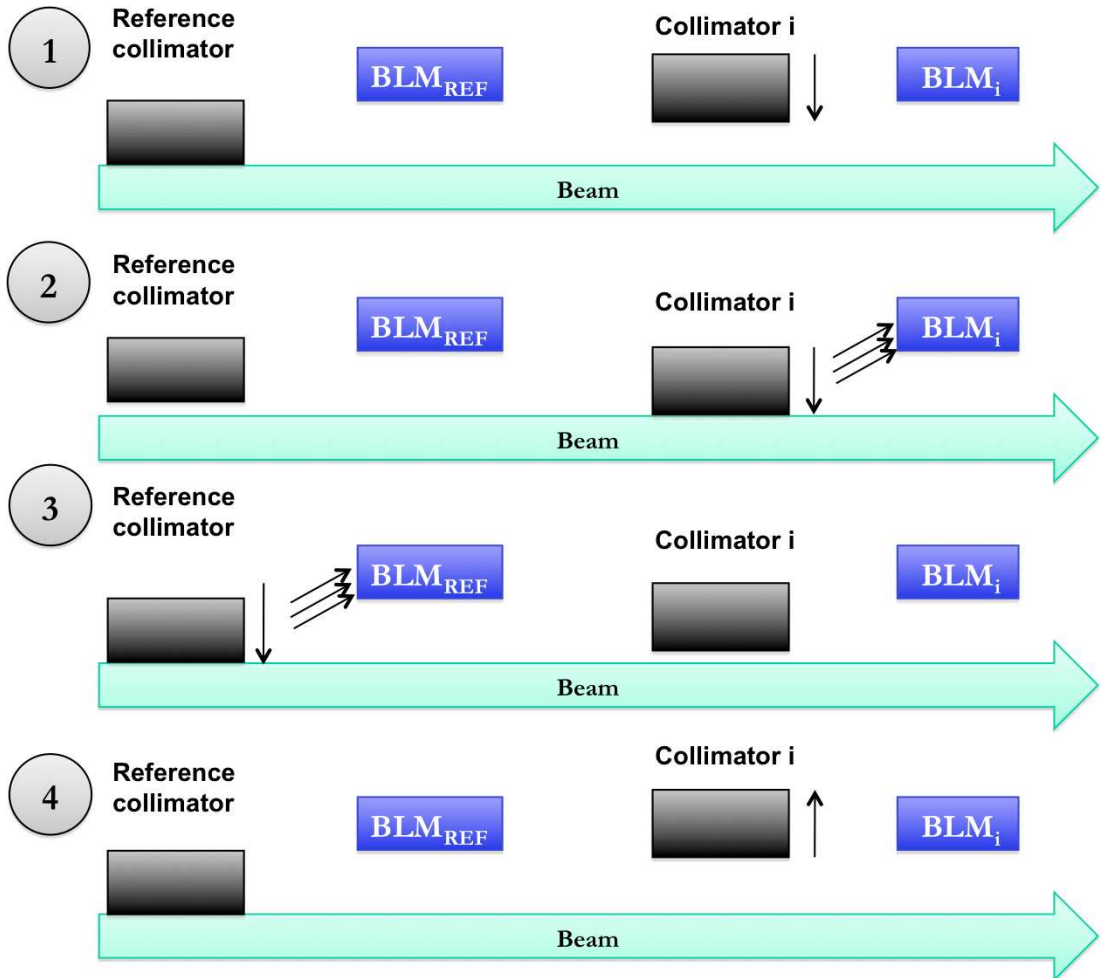 1
Reference
collimator
BLM_REF
Collimator i
BLM_i
Beam
2
Reference
collimator
BLM_REF
Collimator i
BLM_i
Beam
3
Reference
collimator
BLM_REF
Collimator i
BLM_i
Beam
4
Reference
collimator
BLM_REF
Collimator i
BLM_i
Beam